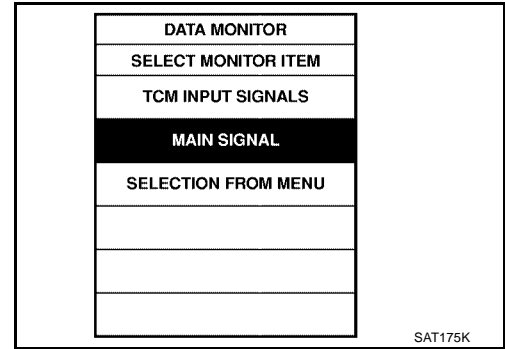 DATA MONITOR
SELECT MONITOR ITEM
TCM INPUT SIGNALS
MAIN SIGNAL
SELECTION FROM MENU
SAT175K